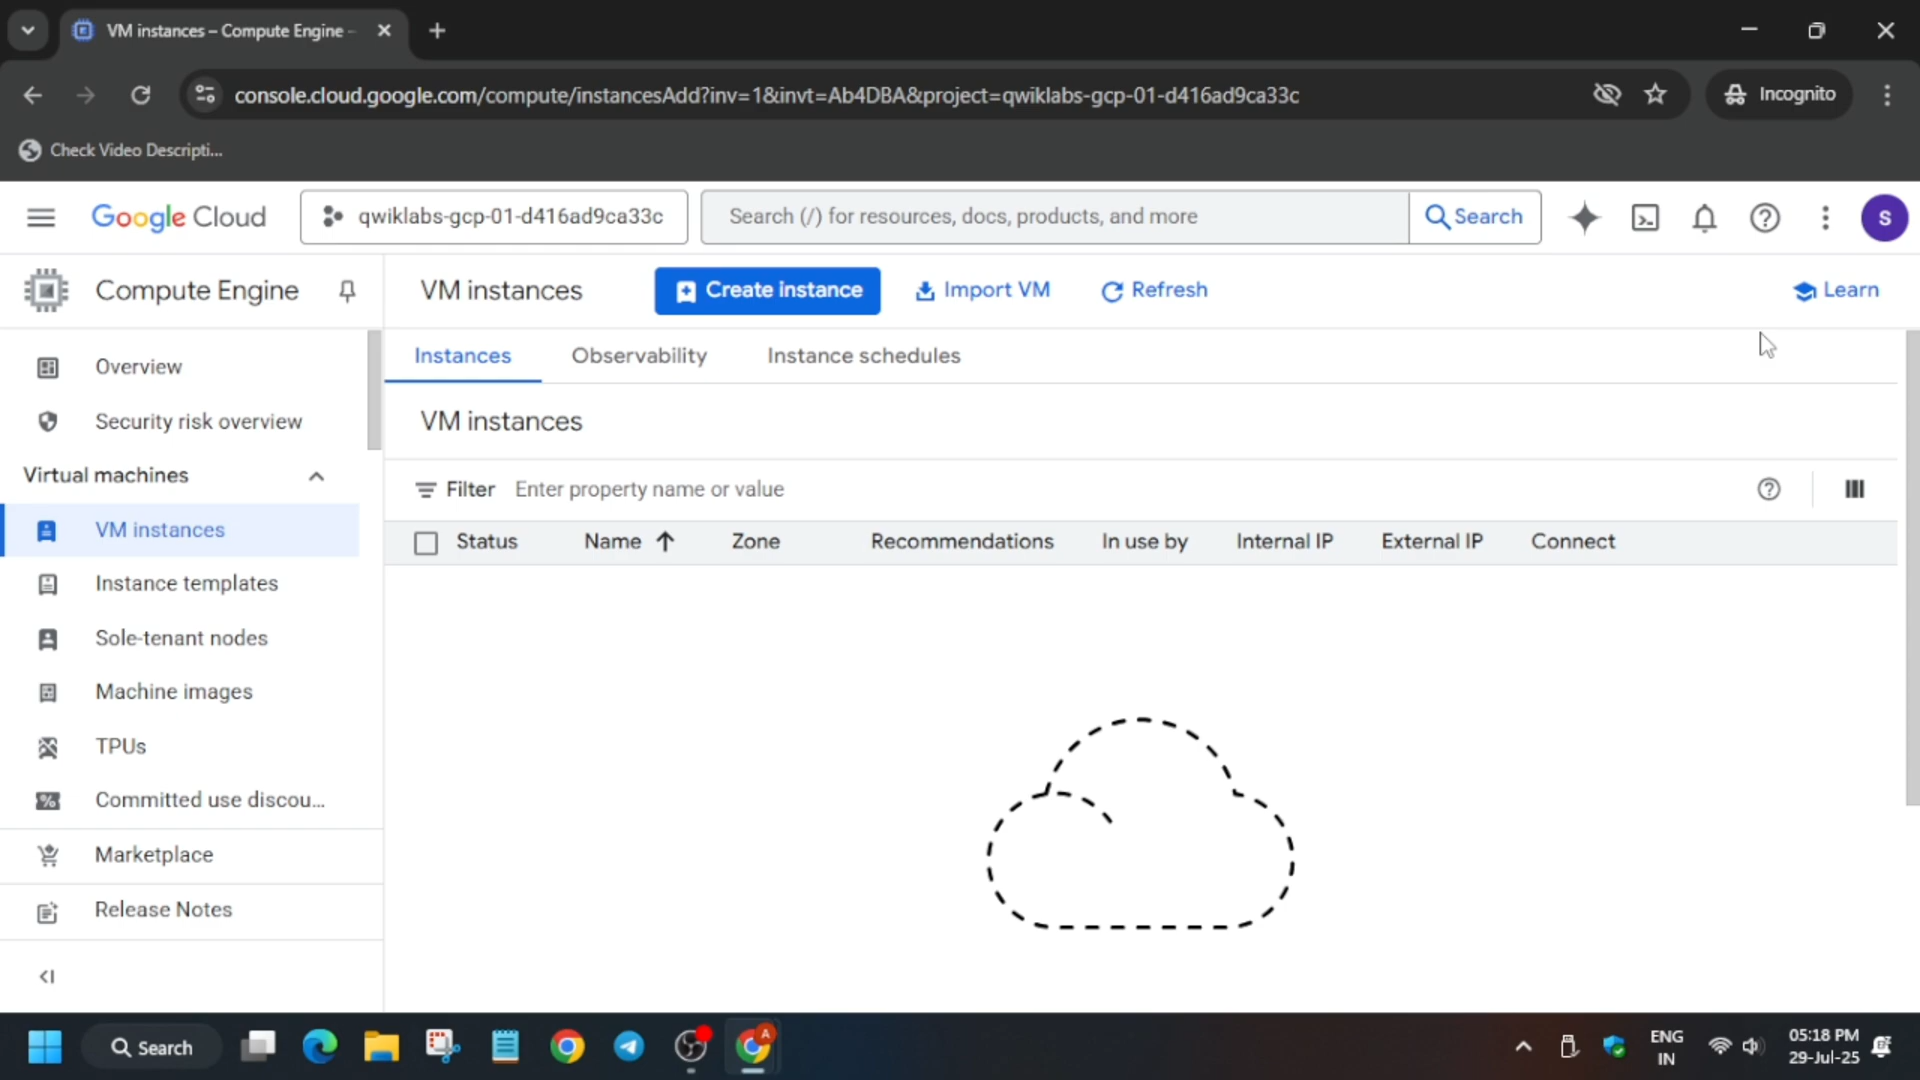 VM instances – Compute Engine -
console.cloud.google.com/compute/instancesAdd?inv=1&invt=Ab4DBA&project=qwiklabs-gcp-01-d416ad9ca33c
Incognito
Check Video Descripti...
Google Cloud
qwiklabs-gcp-01-d416ad9ca33c
Search (/) for resources, docs, products, and more
Search
S
Compute Engine
VM instances
Create instance
Import VM
Refresh
Learn
Overview
Security risk overview
Virtual machines
VM instances
Instance templates
Sole-tenant nodes
Machine images
TPUs
Committed use discou...
Marketplace
Release Notes
Instances
Observability
Instance schedules
VM instances
Filter
Enter property name or value
Status
Name
Zone
Recommendations
In use by
Internal IP
External IP
Connect
Search
A
ENG
IN
05:18 PM
29-Jul-25